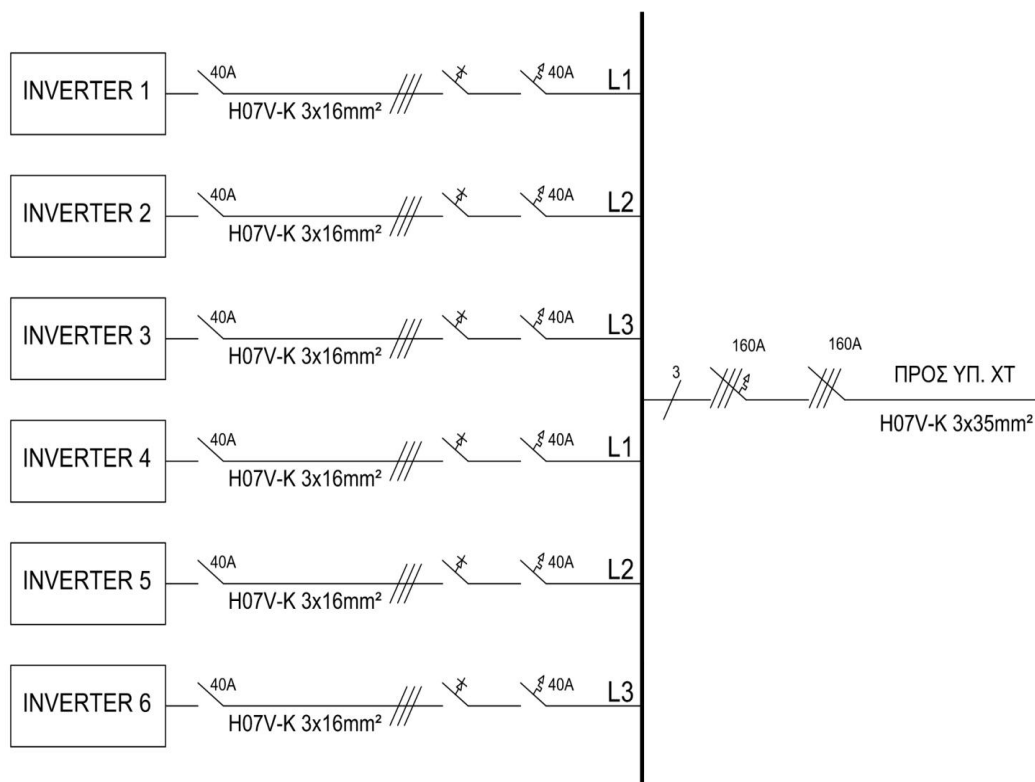 INVERTER 1
40A
H07V-K 3x16mm²
40A
L1
INVERTER 2
40A
H07V-K 3x16mm²
40A
L2
INVERTER 3
40A
H07V-K 3x16mm²
40A
L3
3
160A
160A
ΠΡΟΣ ΥΠ. ΧΤ
H07V-K 3x35mm²
INVERTER 4
40A
H07V-K 3x16mm²
40A
L1
INVERTER 5
40A
H07V-K 3x16mm²
40A
L2
INVERTER 6
40A
H07V-K 3x16mm²
40A
L3